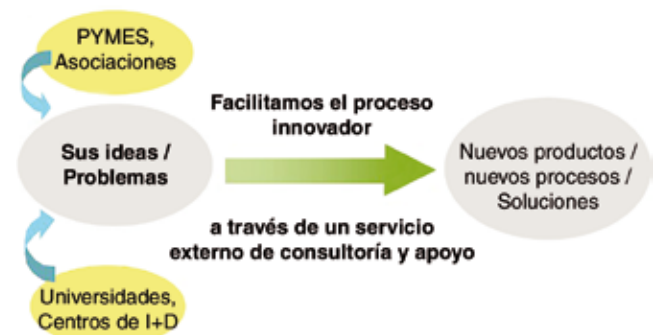 PYMES,
Asociaciones
Facilitamos el proceso
innovador
Sus ideas /
Problemas
Nuevos productos /
nuevos procesos /
Soluciones
a través de un servicio
externo de consultoría y apoyo
Universidades,
Centros de I+D